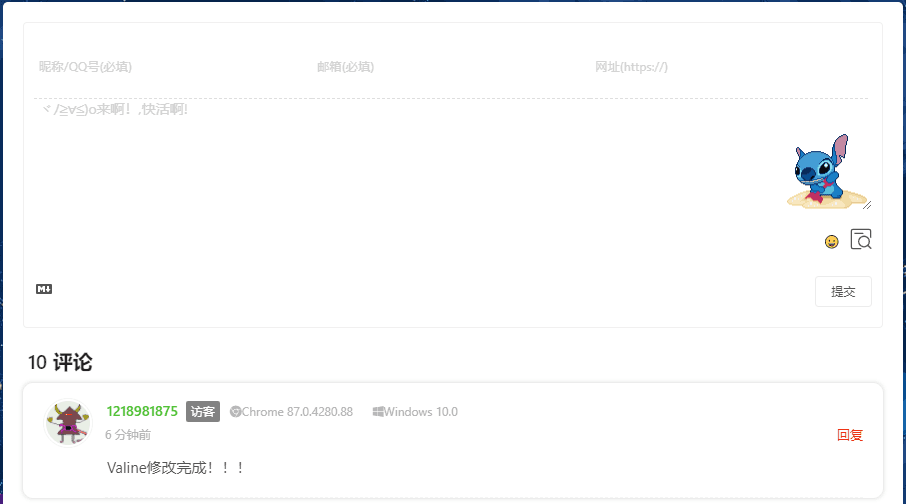 昵称/QQ号(必填) 邮箱(必填) 网址(https://)
ヾﾉ≧∀≦)o来啊！,快活啊!
M↓
提交
10 评论
1218981875 访客 Chrome 87.0.4280.88 Windows 10.0
6 分钟前
回复
Valine修改完成！！！